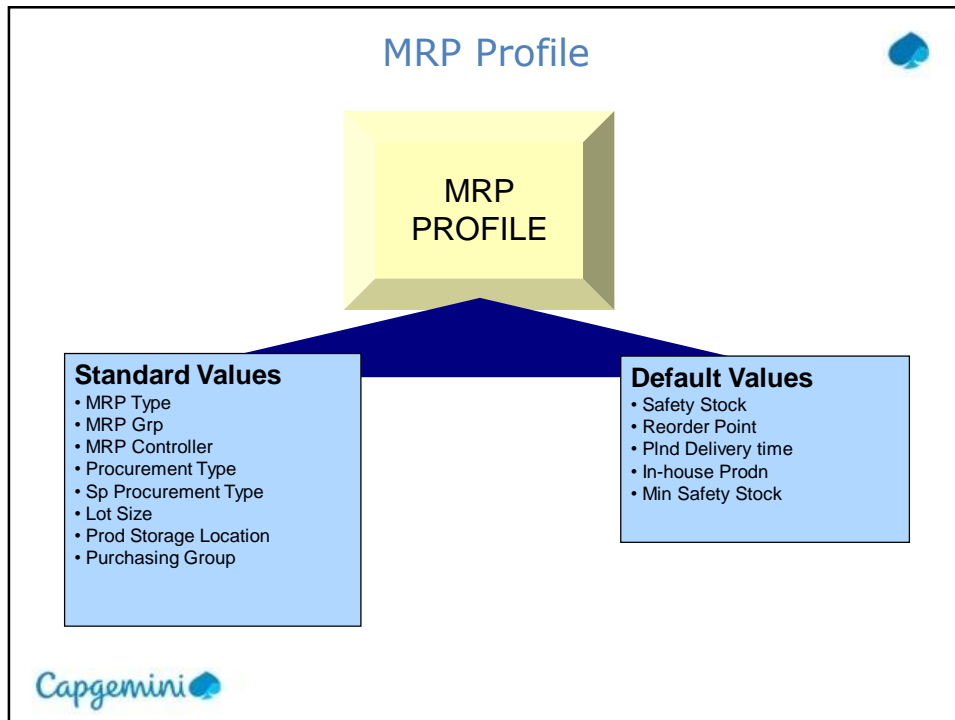 MRP Profile
MRP
PROFILE
Standard Values
• MRP Type
• MRP Grp
• MRP Controller
• Procurement Type
• Sp Procurement Type
• Lot Size
• Prod Storage Location
• Purchasing Group
Default Values
• Safety Stock
• Reorder Point
• Plnd Delivery time
• In-house Prodn
• Min Safety Stock
Capgemini